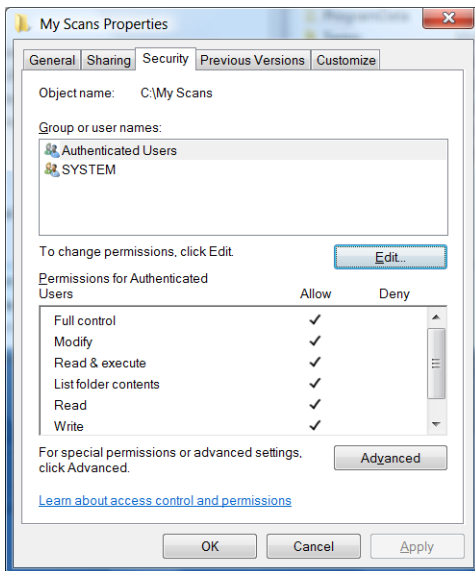 My Scans Properties
General Sharing Security Previous Versions Customize
Object name: C:\My Scans
Group or user names:
Authenticated Users
SYSTEM
To change permissions, click Edit.
Edit...
Permissions for Authenticated
Users Allow Deny
Full control
Modify
Read & execute
List folder contents
Read
Write
For special permissions or advanced settings,
click Advanced.
Advanced
Learn about access control and permissions
OK Cancel Apply